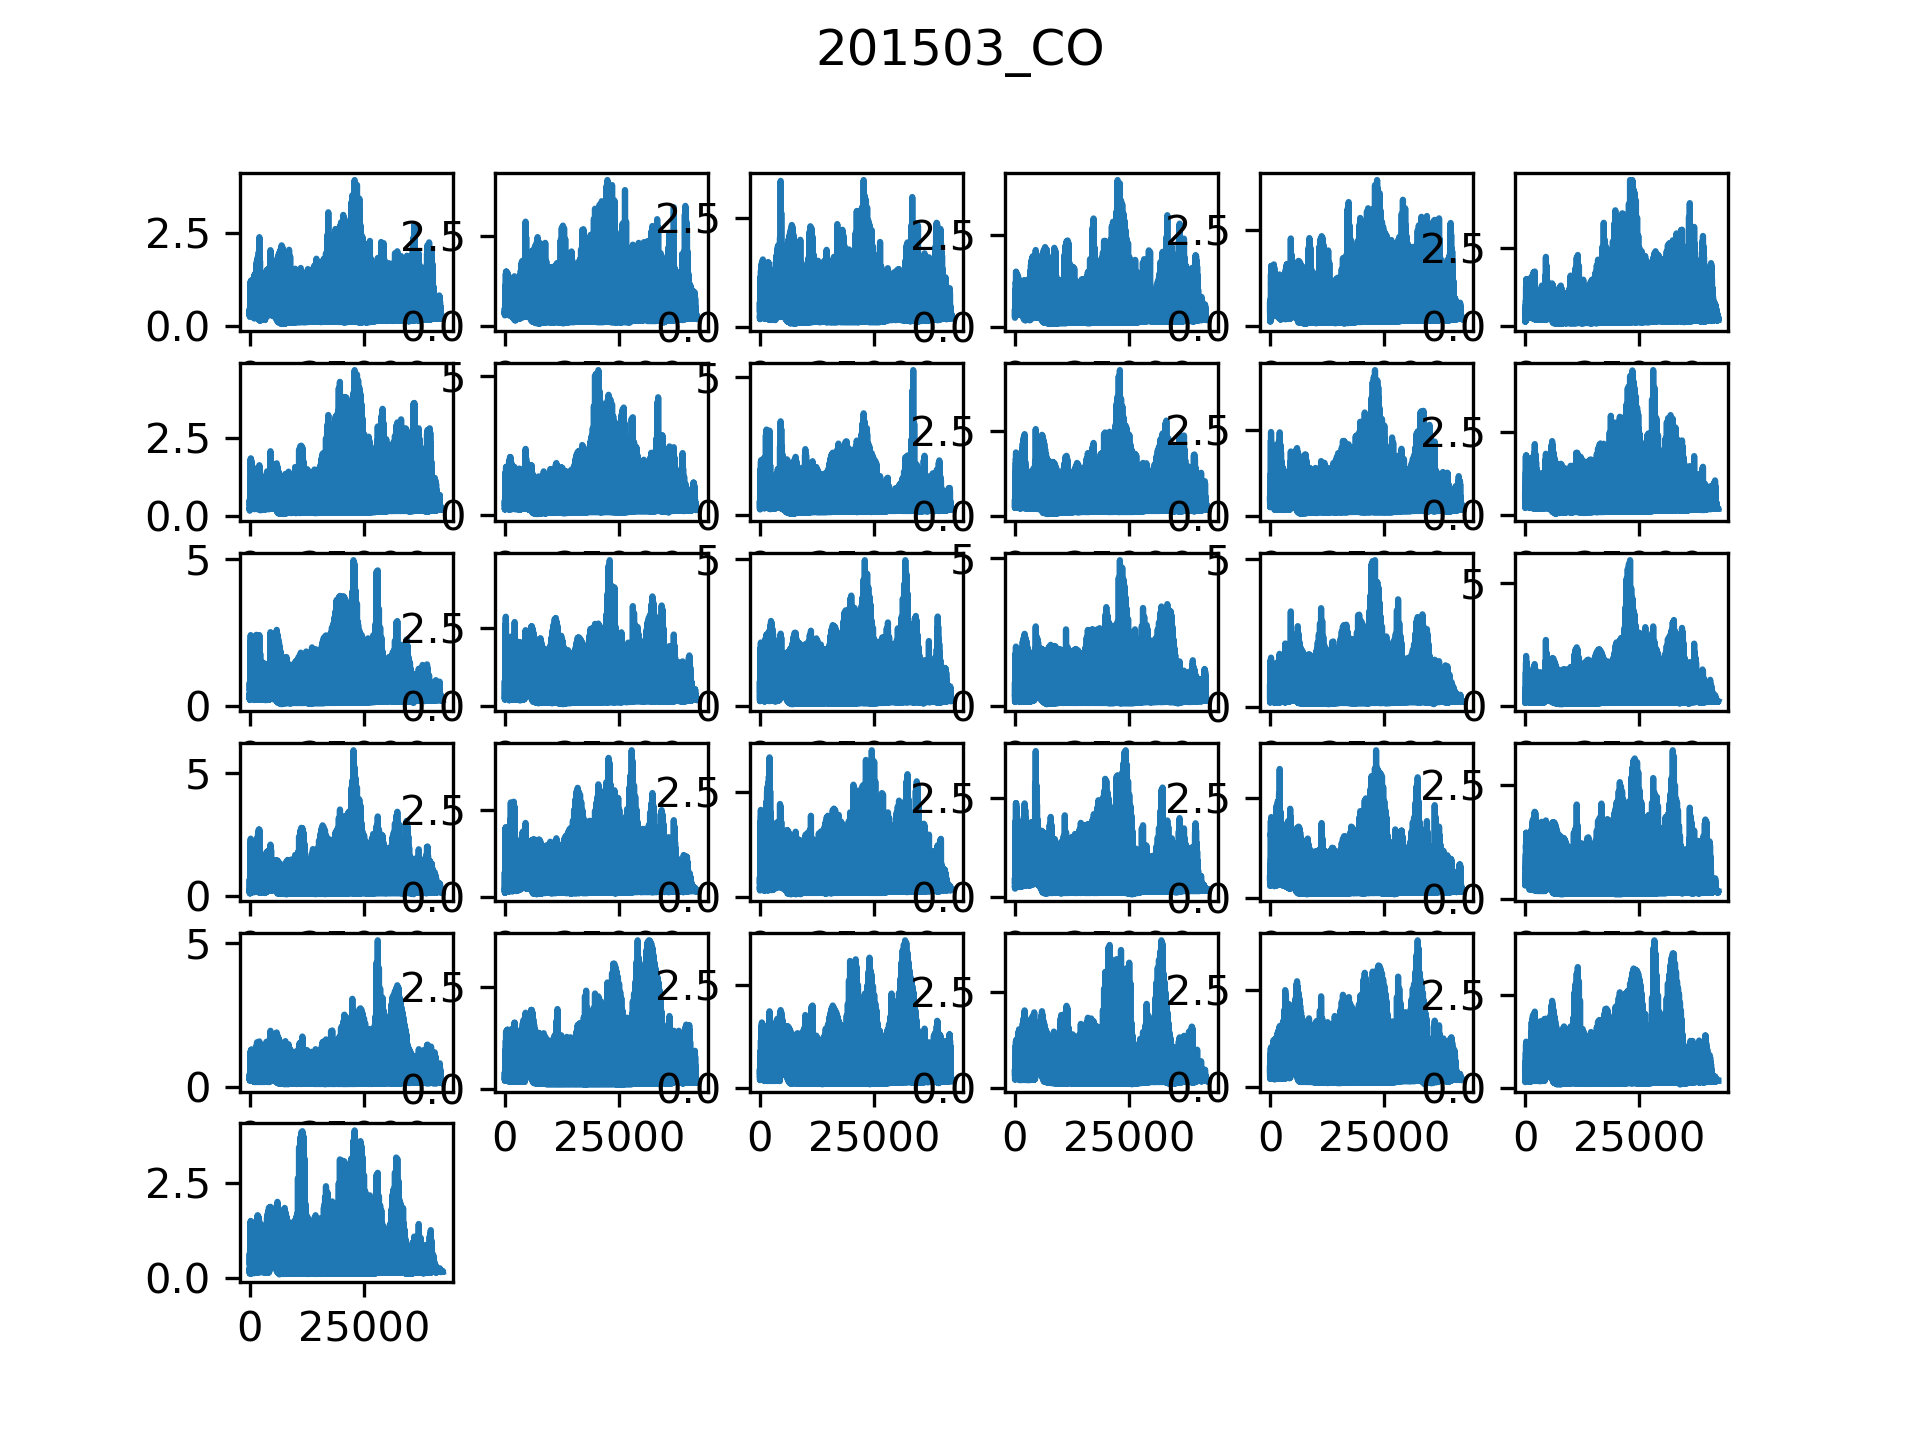 201503_CO
2.5 2.5 2.5 2.5 2.5 2.5
0.0 0.0 0.0 0.0 0.0 0.0
2.5 5 5 2.5 2.5 2.5
0.0 0 0 0.0 0.0 0.0
5 2.5 5 5 5 5
0 0.0 0 0 0 0
5 2.5 2.5 2.5 2.5 2.5
0 0.0 0.0 0.0 0.0 0.0
5 2.5 2.5 2.5 2.5 2.5
0 0.0 0.0 0.0 0.0 0.0
0 25000 0 25000 0 25000 0 25000 0 25000
2.5
0.0
0 25000